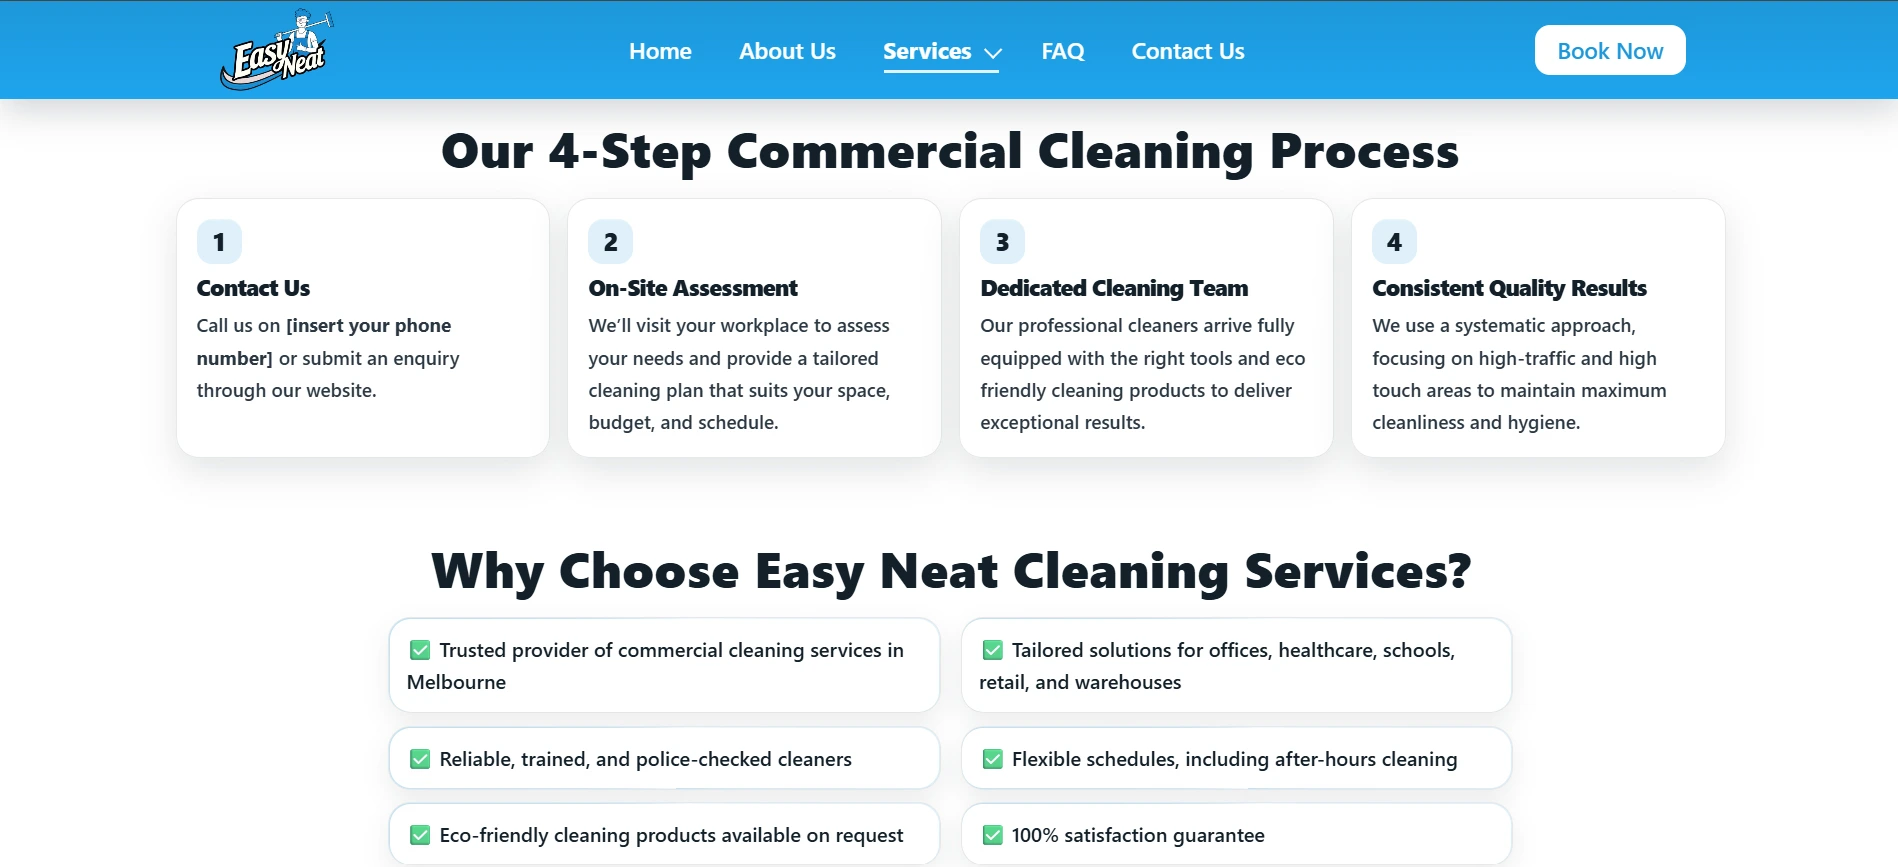 Easy
Neat
Home
About Us
Services
FAQ
Contact Us
Book Now
Our 4-Step Commercial Cleaning Process
1
Contact Us
Call us on [insert your phone
number] or submit an enquiry
through our website.
2
On-Site Assessment
We’ll visit your workplace to assess
your needs and provide a tailored
cleaning plan that suits your space,
budget, and schedule.
3
Dedicated Cleaning Team
Our professional cleaners arrive fully
equipped with the right tools and eco
friendly cleaning products to deliver
exceptional results.
4
Consistent Quality Results
We use a systematic approach,
focusing on high-traffic and high
touch areas to maintain maximum
cleanliness and hygiene.
Why Choose Easy Neat Cleaning Services?
✅ Trusted provider of commercial cleaning services in
Melbourne
✅ Tailored solutions for offices, healthcare, schools,
retail, and warehouses
✅ Reliable, trained, and police-checked cleaners
✅ Flexible schedules, including after-hours cleaning
✅ Eco-friendly cleaning products available on request
✅ 100% satisfaction guarantee